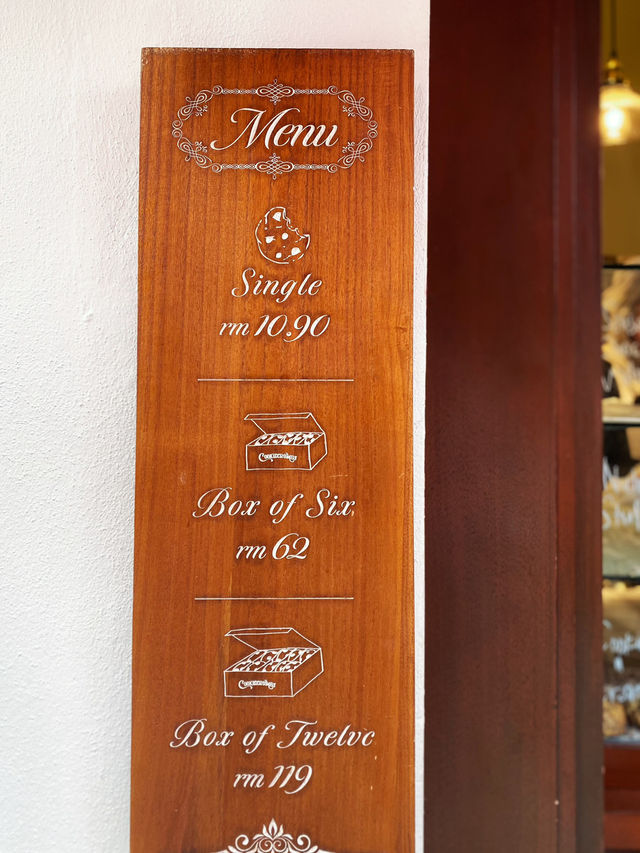 Menu
Single
rm 10.90
Box of Six
rm 62
Box of Twelve
rm 119